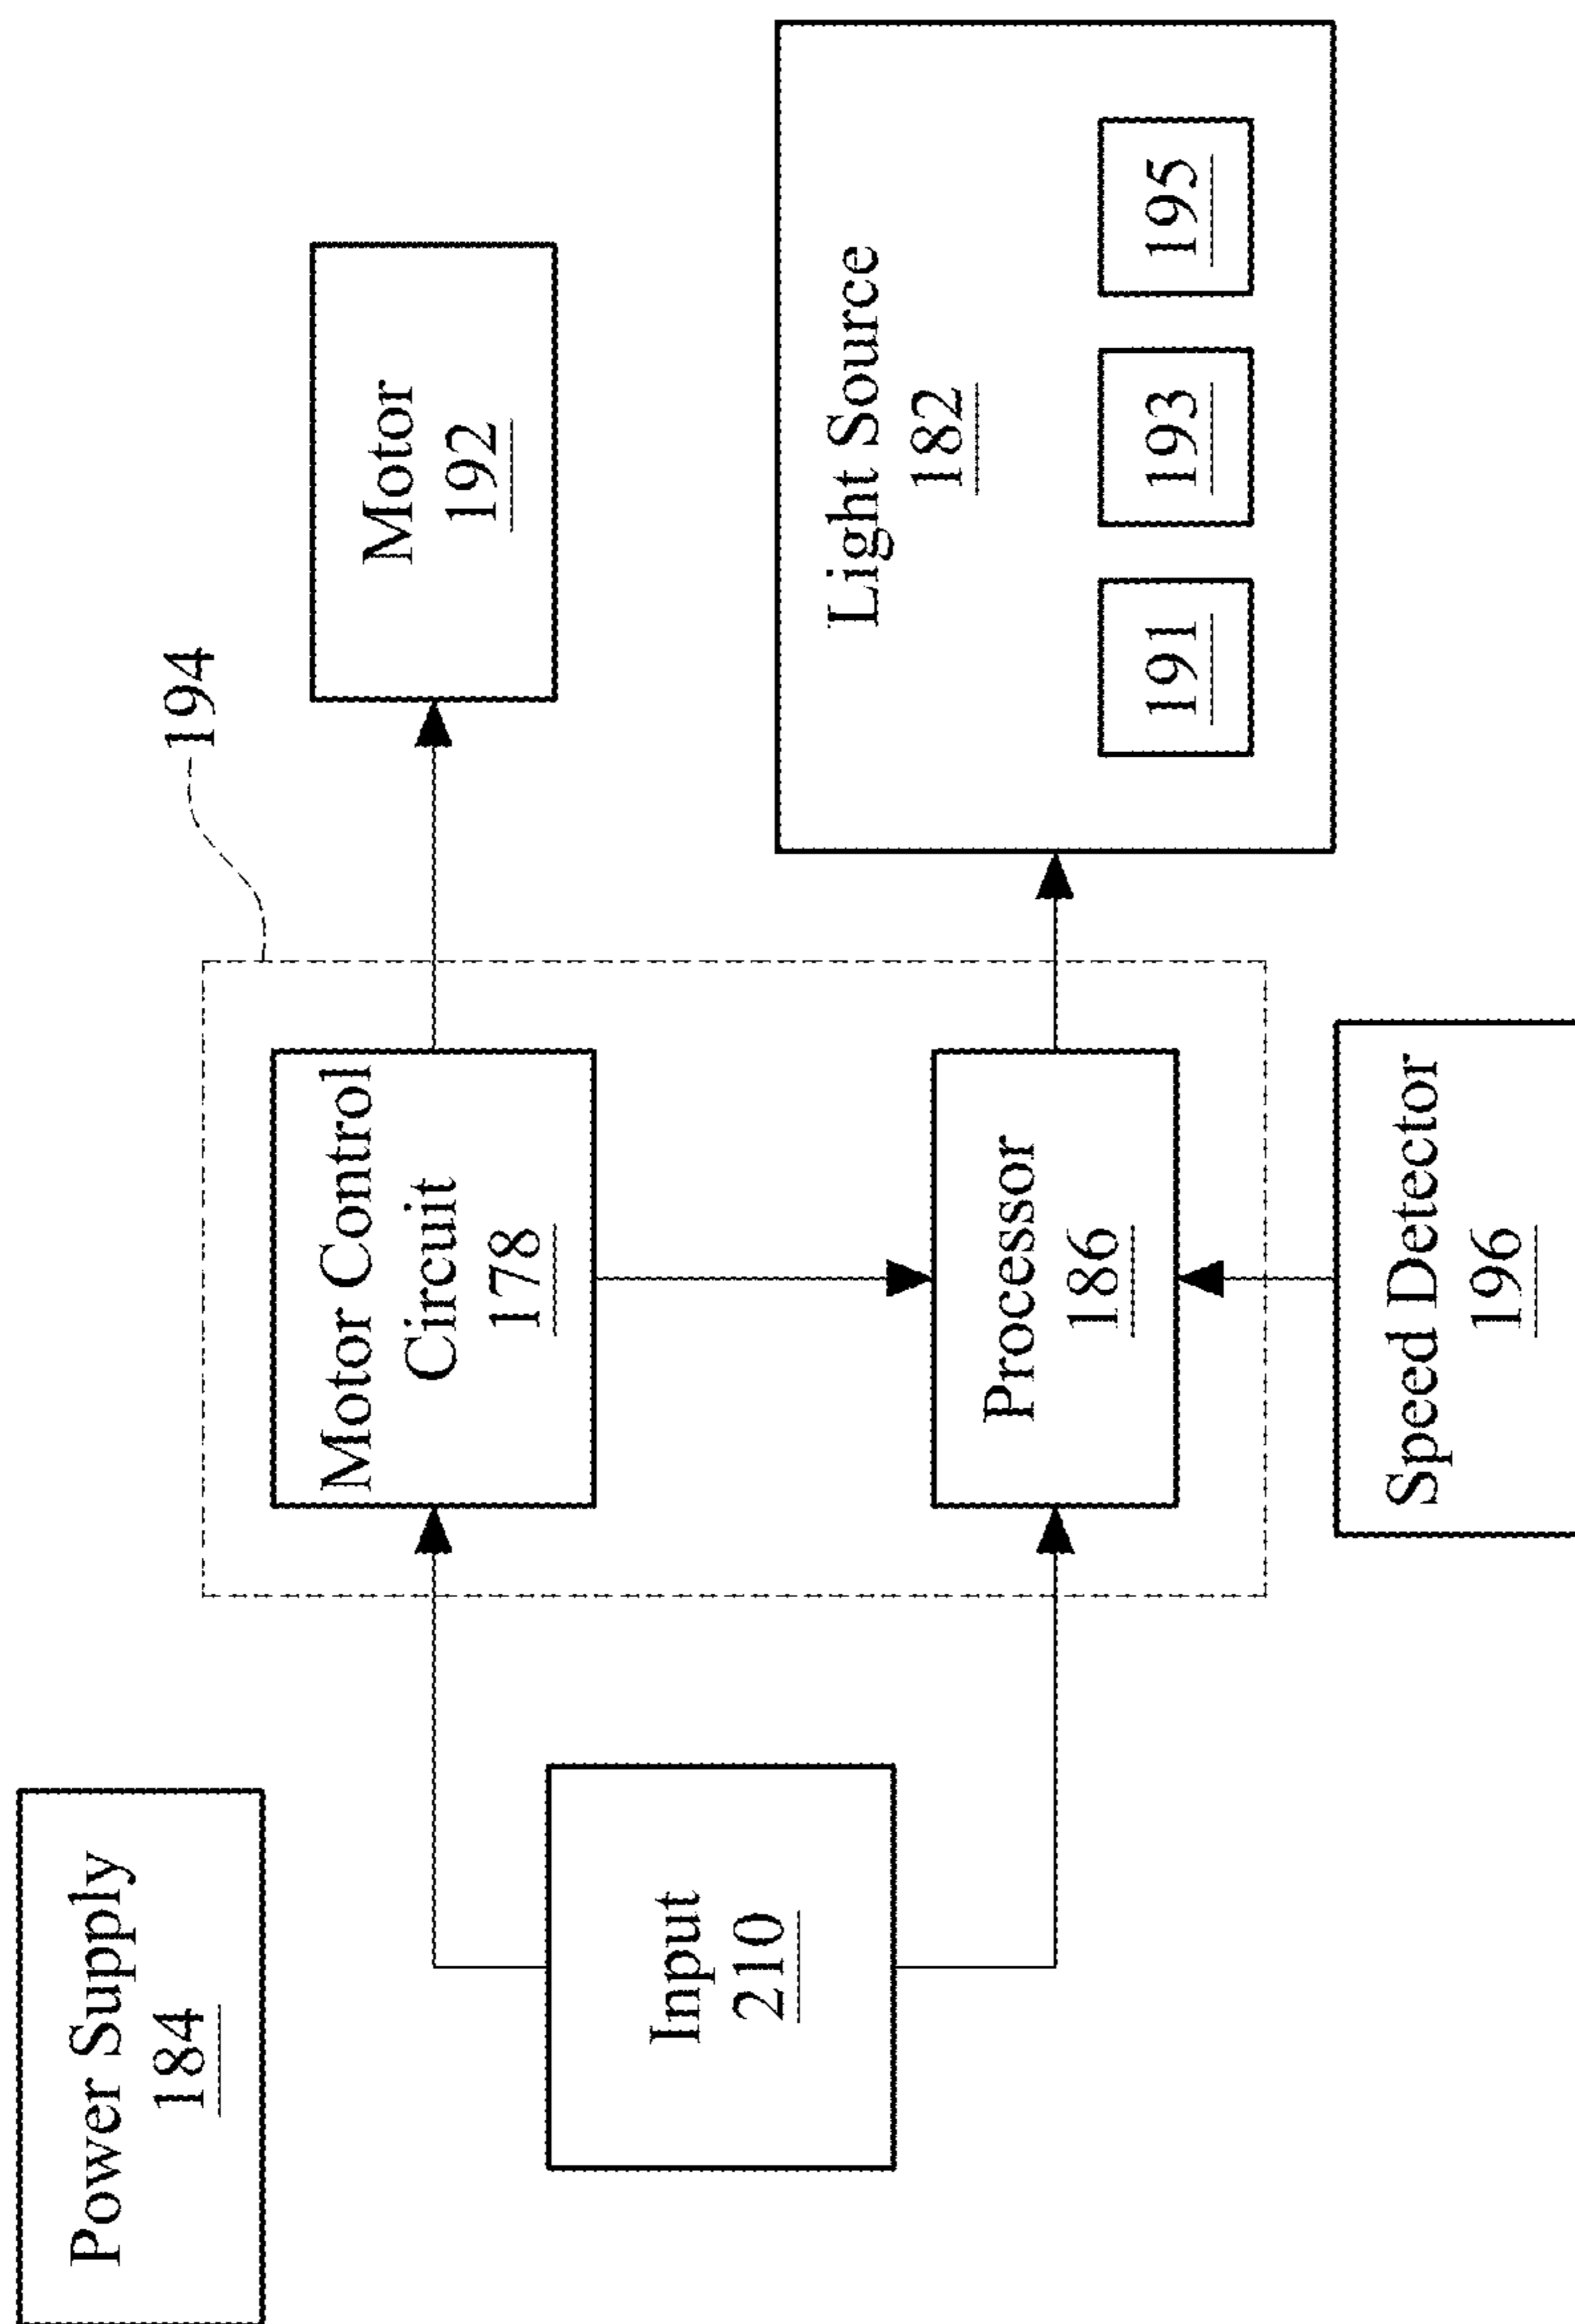 Power Supply
184
194
Motor Control
Circuit
178
Motor
192
Input
210
Processor
186
Light Source
182
191
193
195
Speed Detector
196